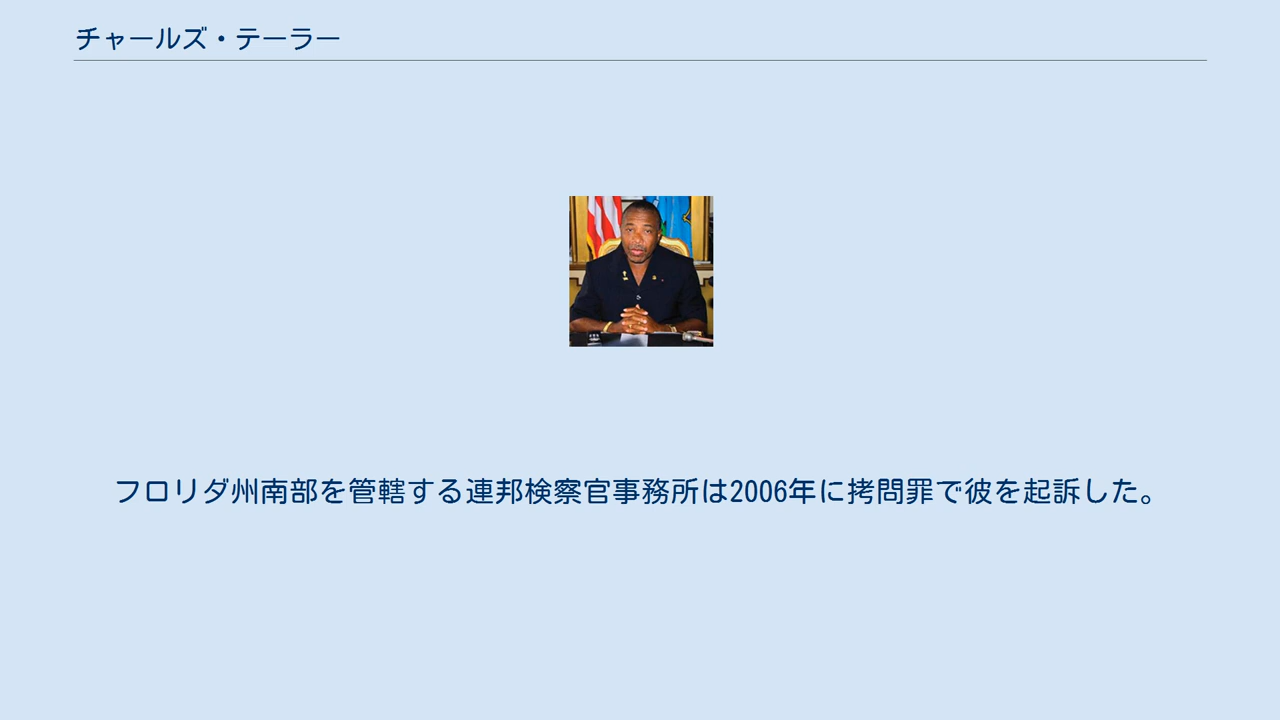 チャールズ・テーラー
フロリダ州南部を管轄する連邦検察官事務所は2006年に拷問罪で彼を起訴した。